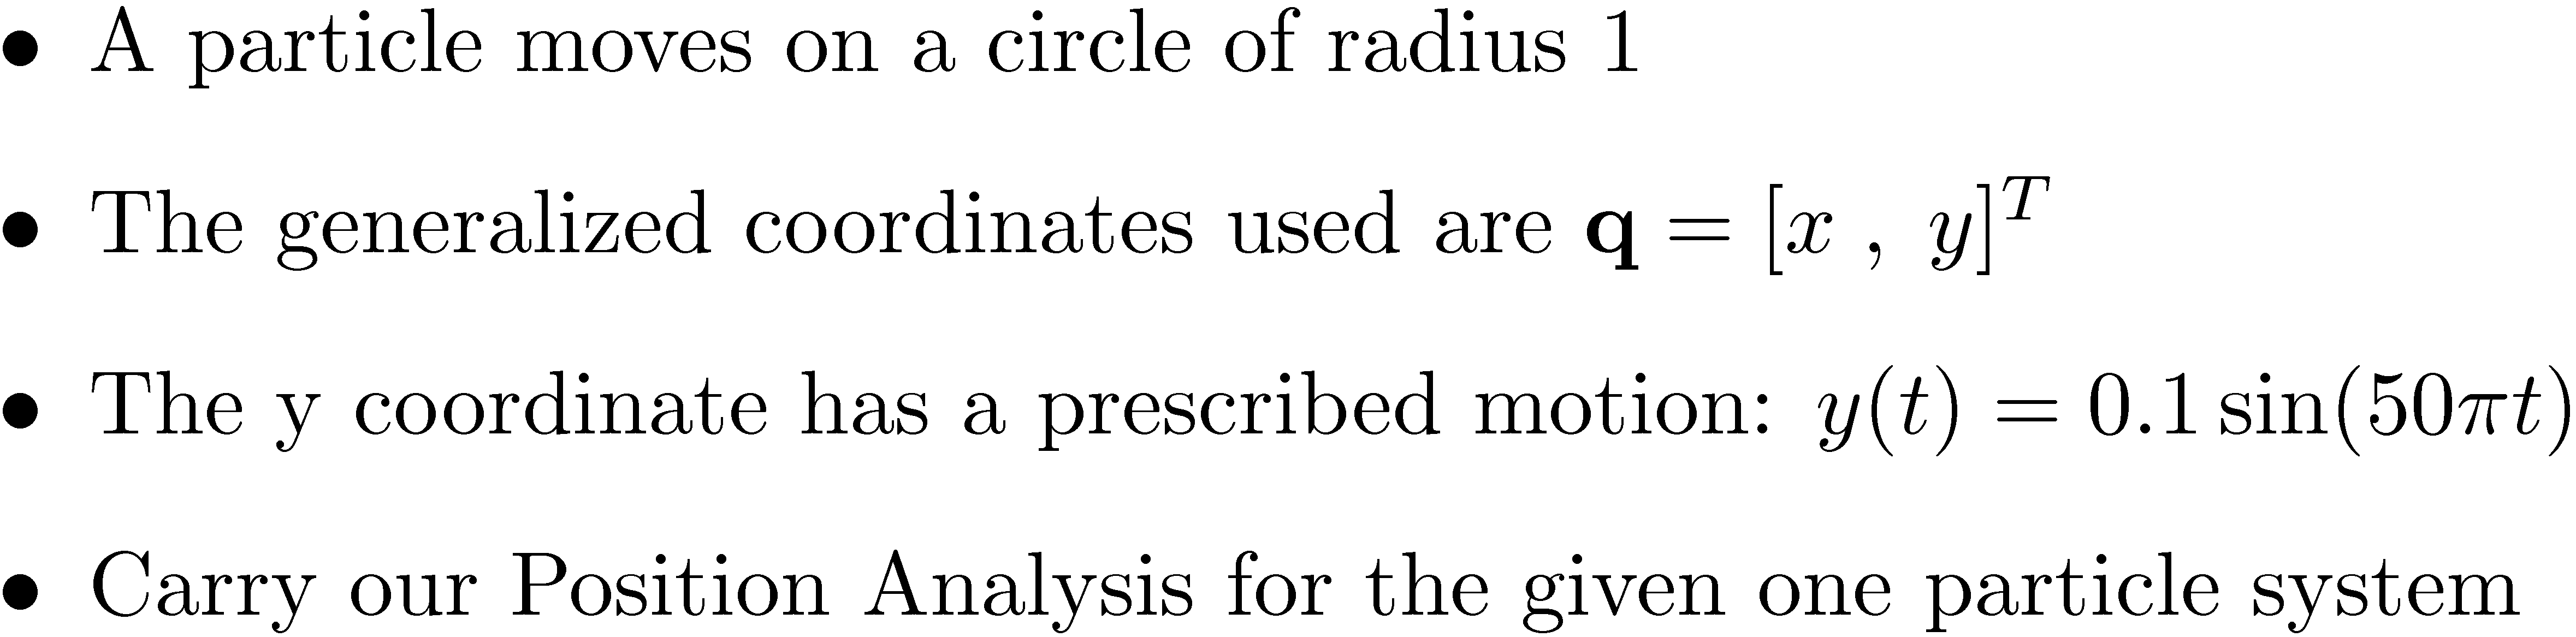 • A particle moves on a circle of radius 1
• The generalized coordinates used are q = [x , y]^T
• The y coordinate has a prescribed motion: y(t) = 0.1 sin(50πt)
• Carry our Position Analysis for the given one particle system